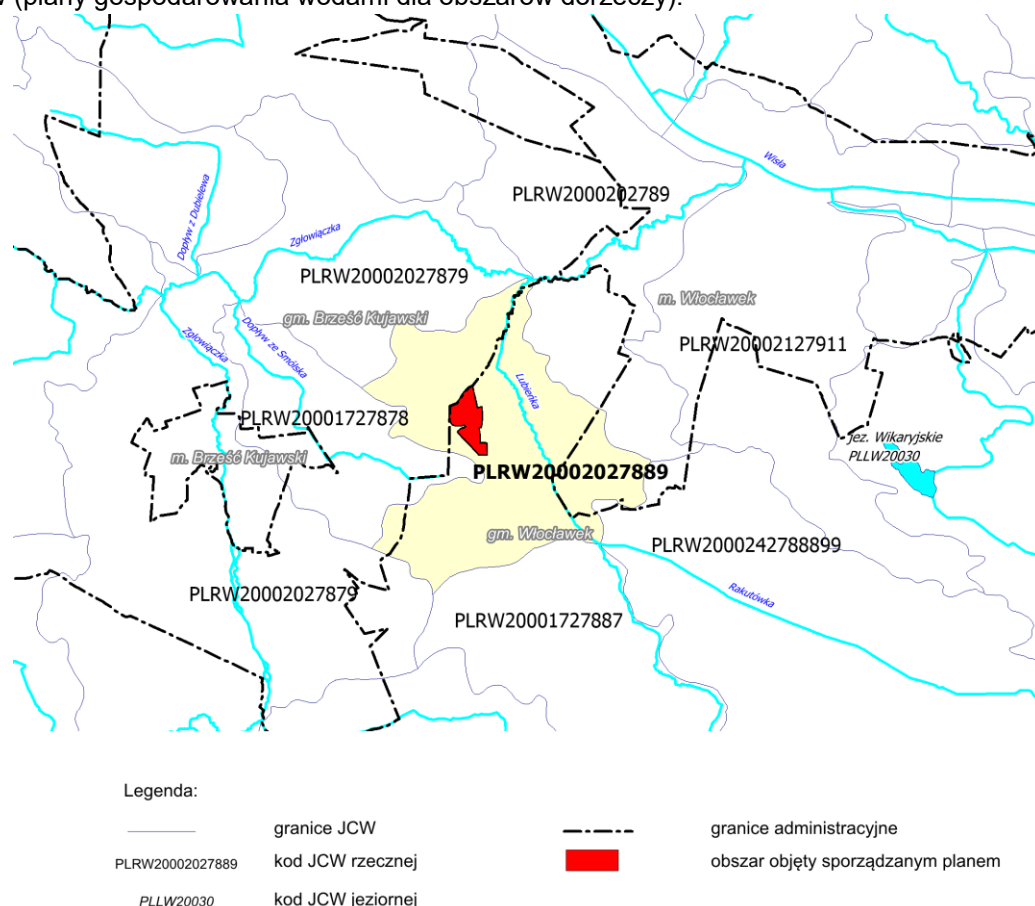 (plany gospodarowania wodami dla obszarów dorzeczy).
Wisła
PLRW2000202789
Dopływ z Dubielewa
Zgłowiączka
PLRW20002027879
gm. Brześć Kujawski
m. Włocławek
Zgłowiączka
Dopływ ze Smólska
PLRW20002127911
Lubieńka
PLRW20001727878
jez. Wikaryjskie
PLLW20030
m. Brześć Kujawski
PLRW20002027889
gm. Włocławek
PLRW2000242788899
PLRW20002027879
Rakutówka
PLRW20001727887
Legenda:
granice JCW
granice administracyjne
PLRW20002027889
kod JCW rzecznej
obszar objęty sporządzanym planem
PLLW20030
kod JCW jeziornej